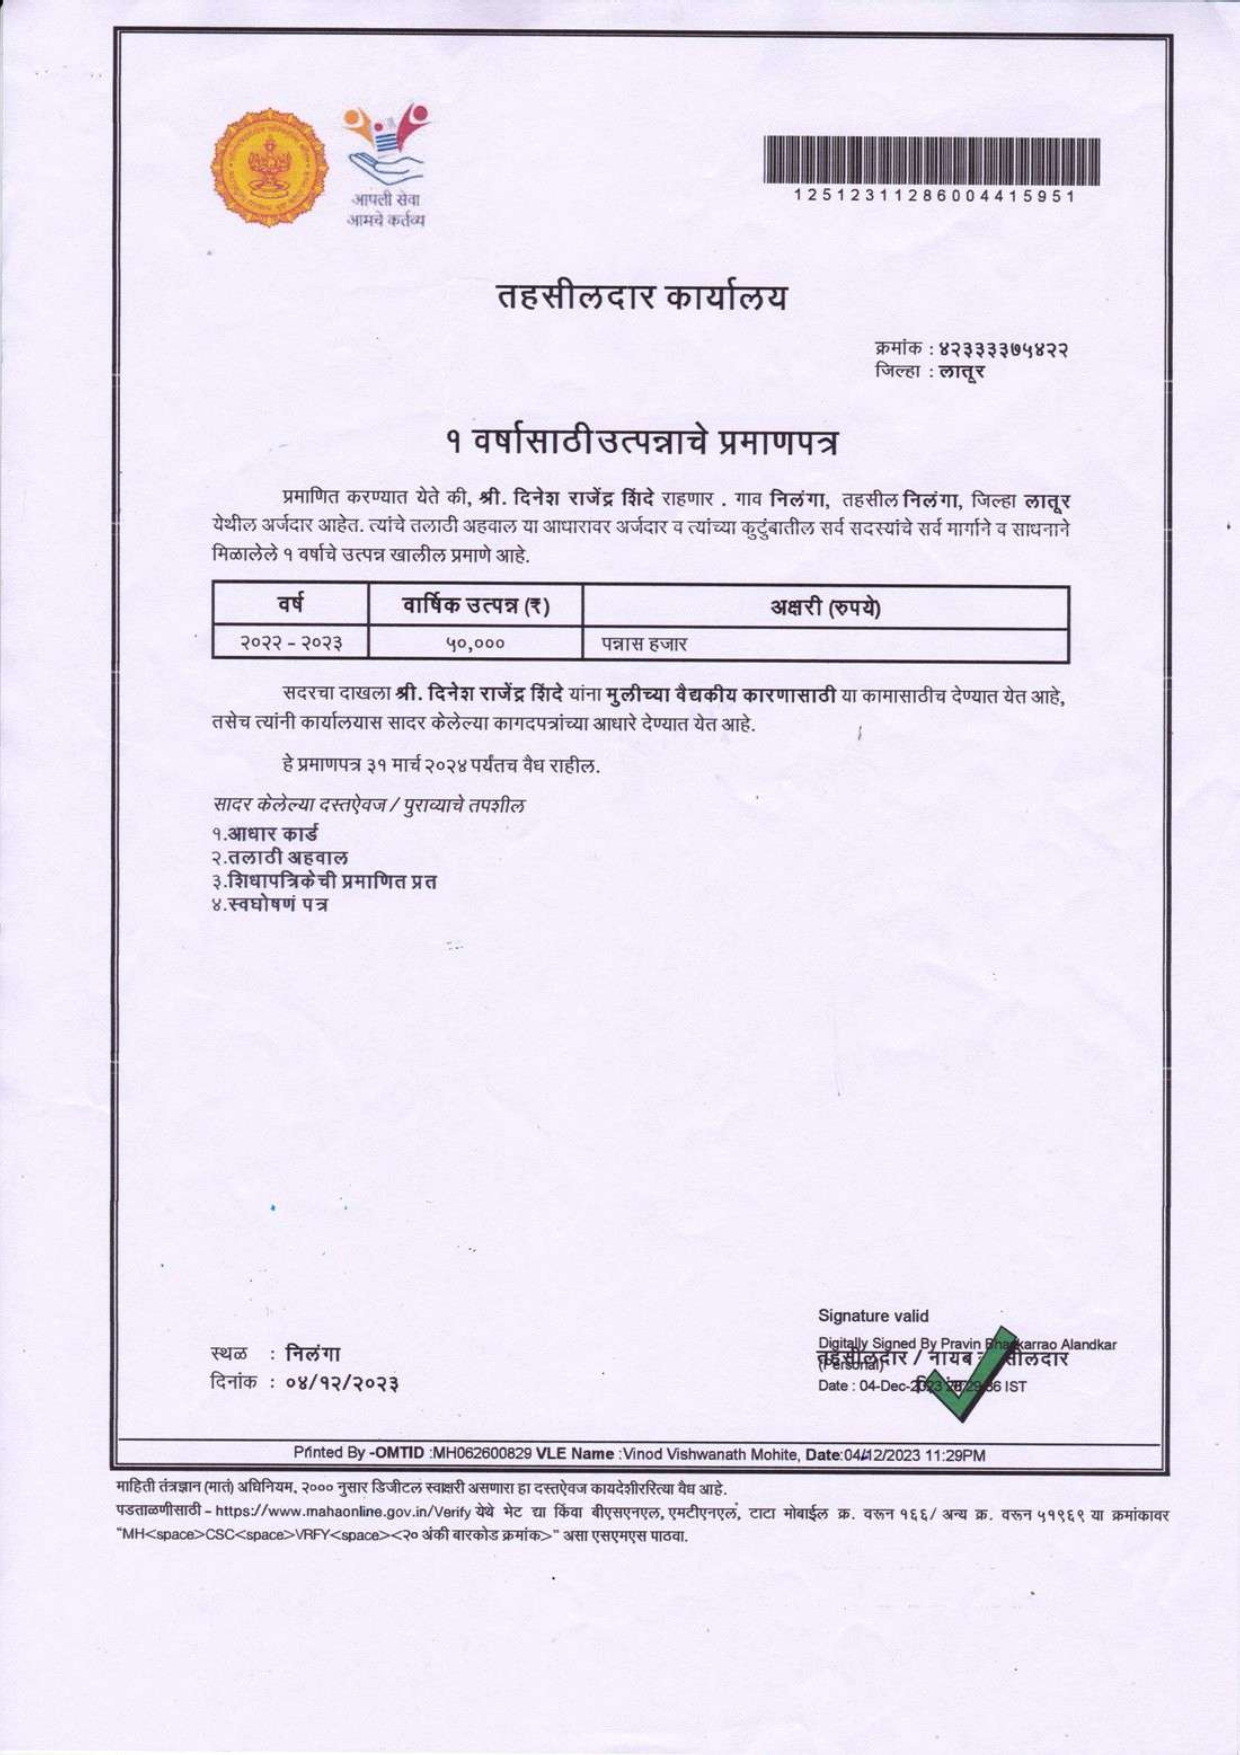 आपली सेवा
आमचे कर्तव्य
12512311286004415951
तहसीलदार कार्यालय
क्रमांक : ४२३३३३७५४२२
जिल्हा : लातूर
१ वर्षासाठी उत्पन्नाचे प्रमाणपत्र
प्रमाणित करण्यात येते की, श्री. दिनेश राजेंद्र शिंदे राहणार . गाव निलंगा, तहसील निलंगा, जिल्हा लातूर
येथील अर्जदार आहेत. त्यांचे तलाठी अहवाल या आधारावर अर्जदार व त्यांच्या कुटुंबातील सर्व सदस्यांचे सर्व मार्गाने व साधनाने
मिळालेले १ वर्षाचे उत्पन्न खालील प्रमाणे आहे.
वर्ष वार्षिक उत्पन्न (₹) अक्षरी (रुपये)
२०२२ - २०२३ ५०,००० पन्नास हजार
सदरचा दाखला श्री. दिनेश राजेंद्र शिंदे यांना मुलीच्या वैद्यकीय कारणासाठी या कामासाठीच देण्यात येत आहे,
तसेच त्यांनी कार्यालयास सादर केलेल्या कागदपत्रांच्या आधारे देण्यात येत आहे.
हे प्रमाणपत्र ३१ मार्च २०२४ पर्यंतच वैध राहील.
सादर केलेल्या दस्तऐवज / पुराव्याचे तपशील
१.आधार कार्ड
२.तलाठी अहवाल
३.शिधापत्रिकेची प्रमाणित प्रत
४.स्वघोषणं पत्र
Signature valid
Digitally Signed By Pravin Bhaskarrao Alandkar
(Personal)
तहसीलदार / नायब तहसीलदार
Date : 04-Dec-2023
IST
स्थळ : निलंगा
दिनांक : ०४/१२/२०२३
Printed By -OMTID :MH062600829 VLE Name :Vinod Vishwanath Mohite, Date:04/12/2023 11:29PM
माहिती तंत्रज्ञान (मातं) अधिनियम, २००० नुसार डिजीटल स्वाक्षरी असणारा हा दस्तऐवज कायदेशीररित्या वैध आहे.
पडताळणीसाठी - https://www.mahaonline.gov.in/Verify येथे भेट द्या किंवा बीएसएनएल, एमटीएनएल, टाटा मोबाईल क्र. वरून १६६/ अन्य क्र. वरून ५१९६९ या क्रमांकावर
"MH<space>CSC<space>VRFY<space><२० अंकी बारकोड क्रमांक>" असा एसएमएस पाठवा.